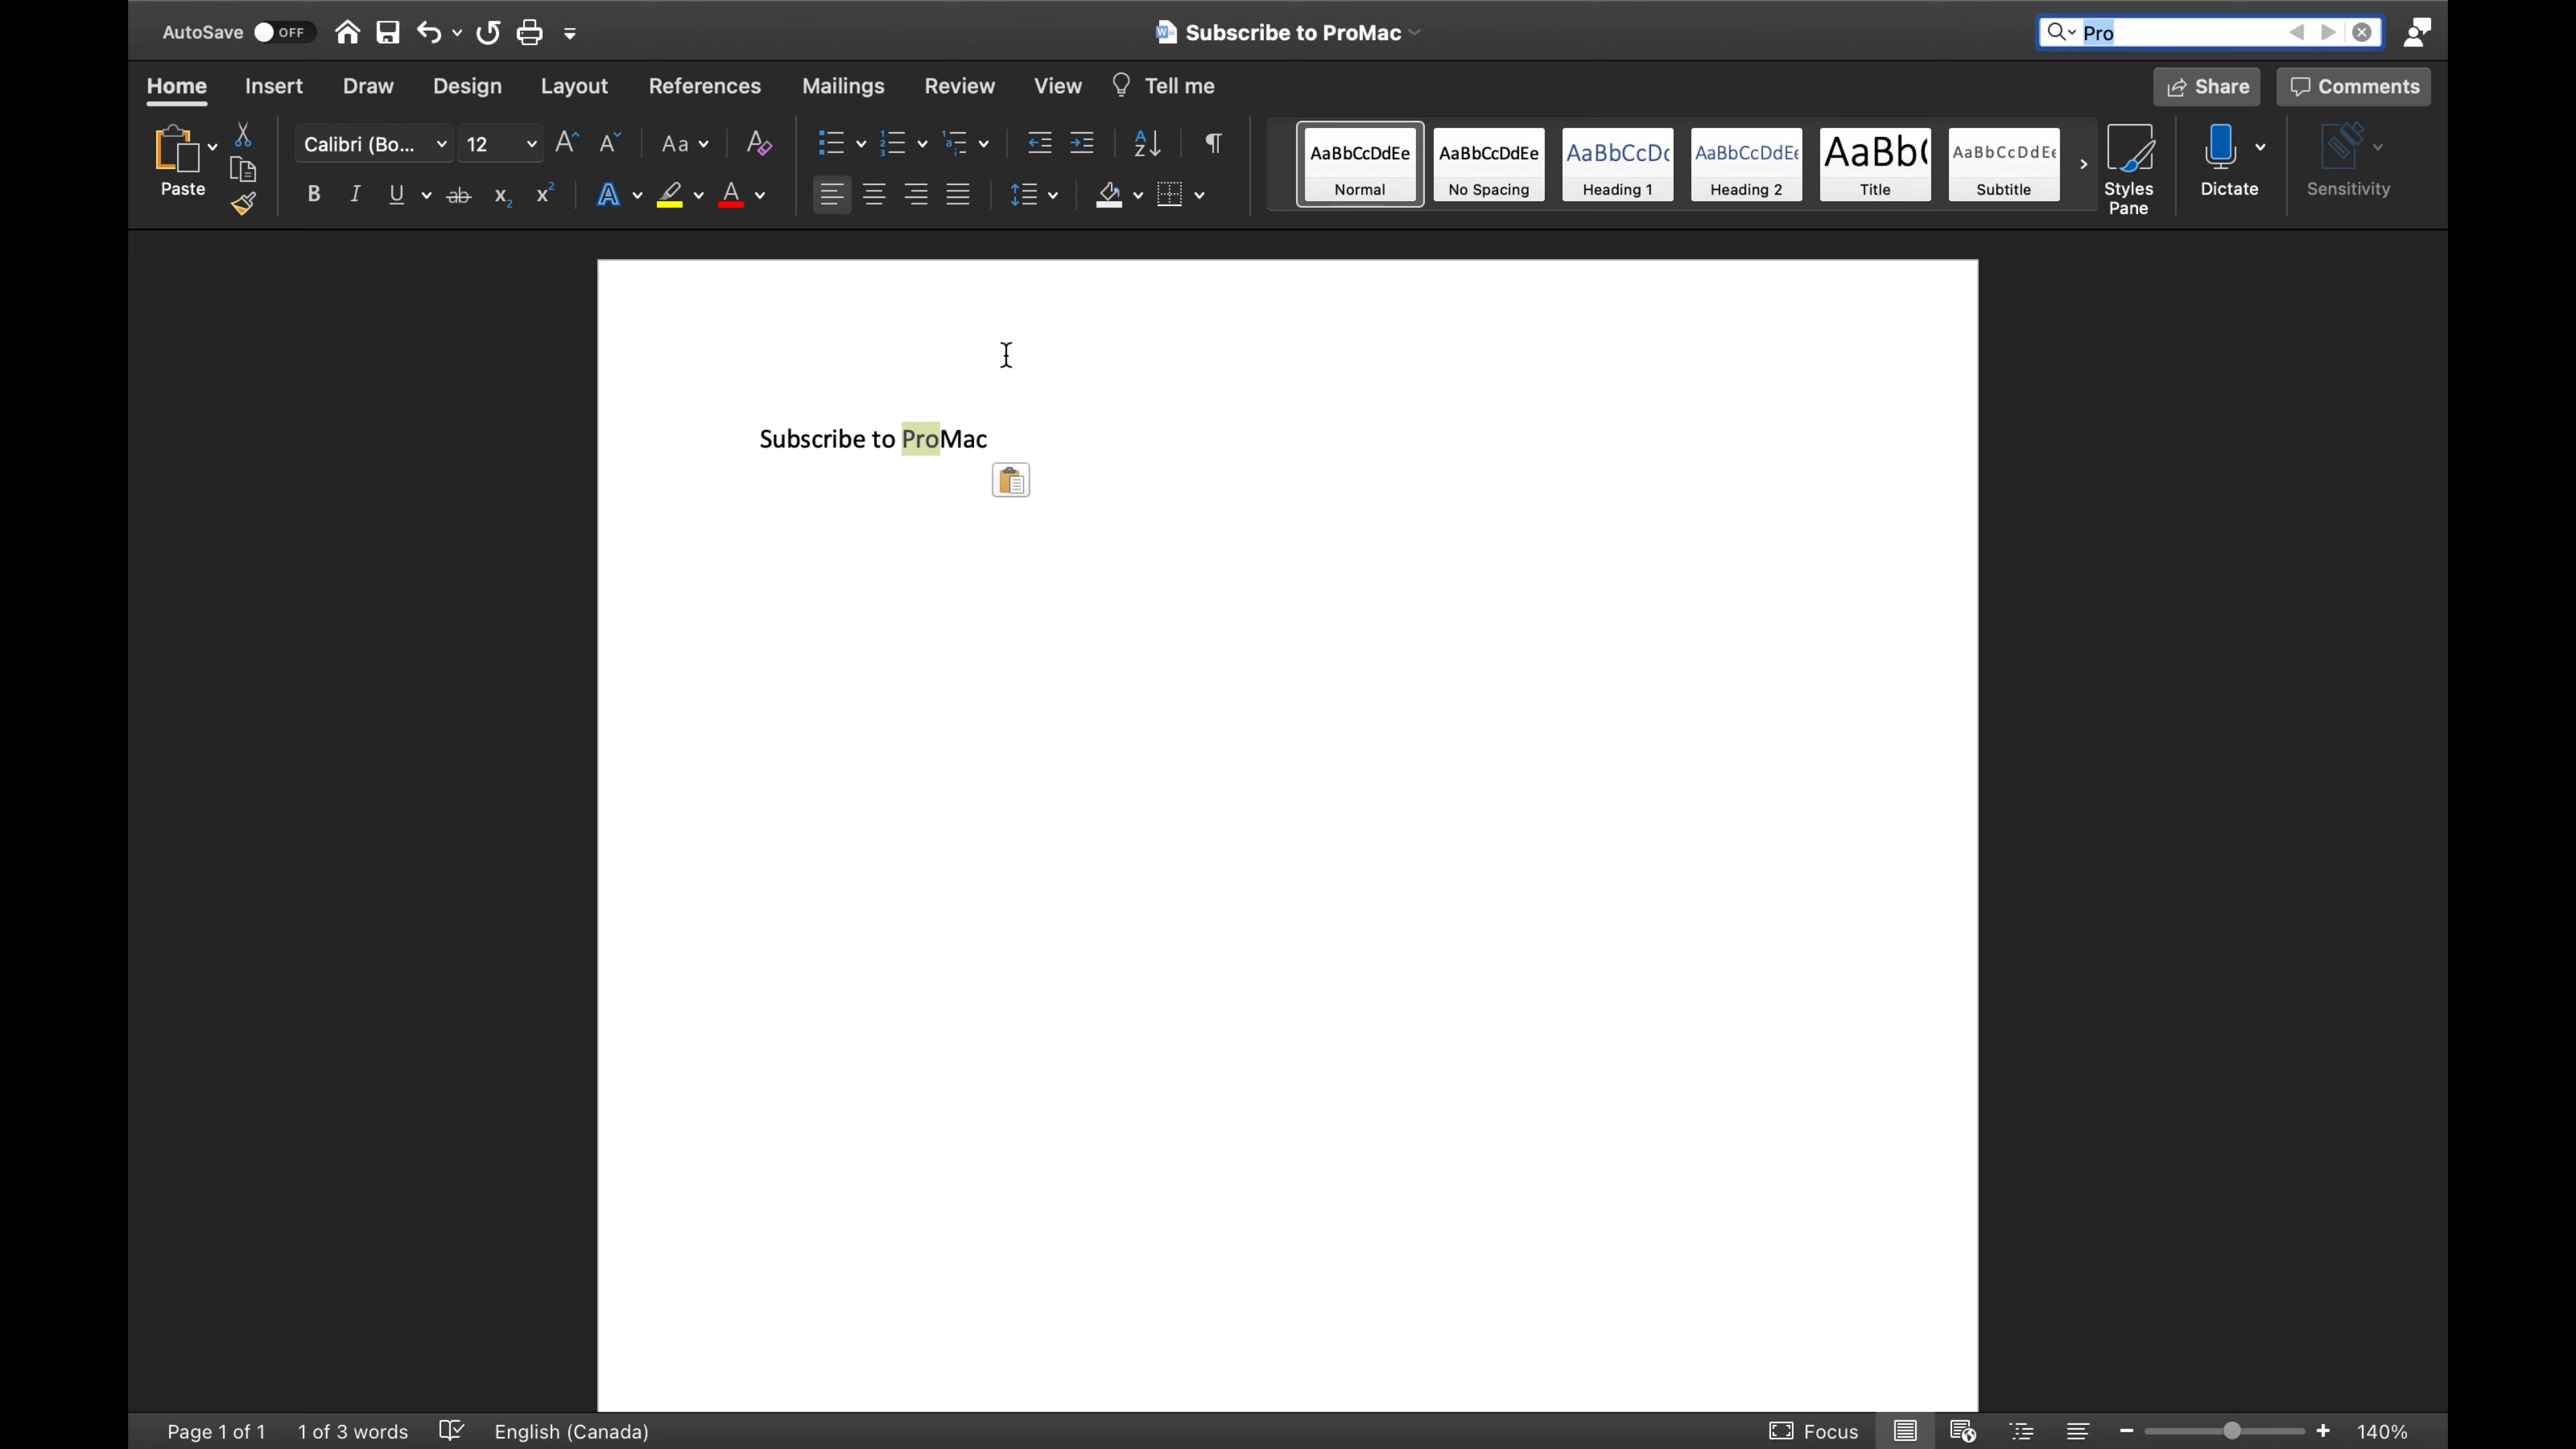 AutoSave OFF
Subscribe to ProMac
Pro
Home Insert Draw Design Layout References Mailings Review View Tell me
Share Comments
Paste
Calibri (Bo... 12
AaBbCcDdEe Normal
AaBbCcDdEe No Spacing
AaBbCcDc Heading 1
AaBbCcDdEe Heading 2
AaBb( Title
AaBbCcDdEe Subtitle
Styles Pane
Dictate
Sensitivity
Subscribe to ProMac
Page 1 of 1 1 of 3 words English (Canada) Focus 140%